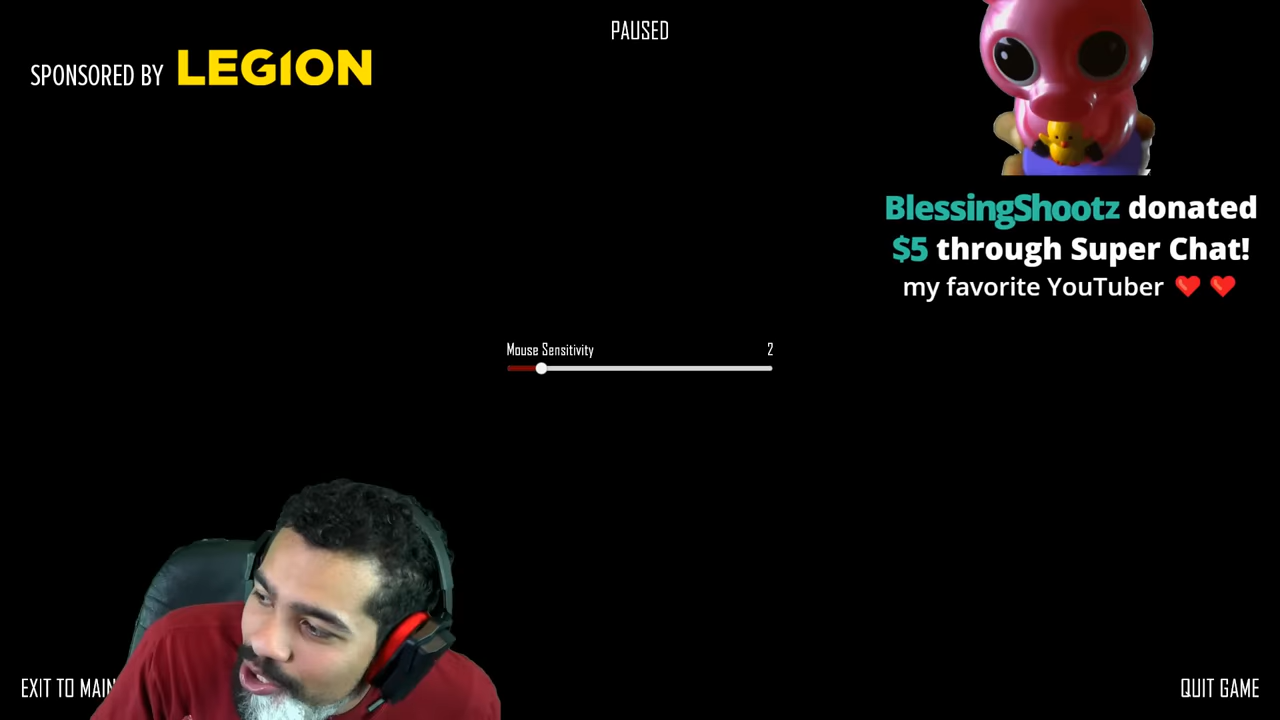 PAUSED
SPONSORED BY LEGION
BlessingShootz donated
$5 through Super Chat!
my favorite YouTuber ❤️ ❤️
Mouse Sensitivity 2
EXIT TO MAIN
QUIT GAME